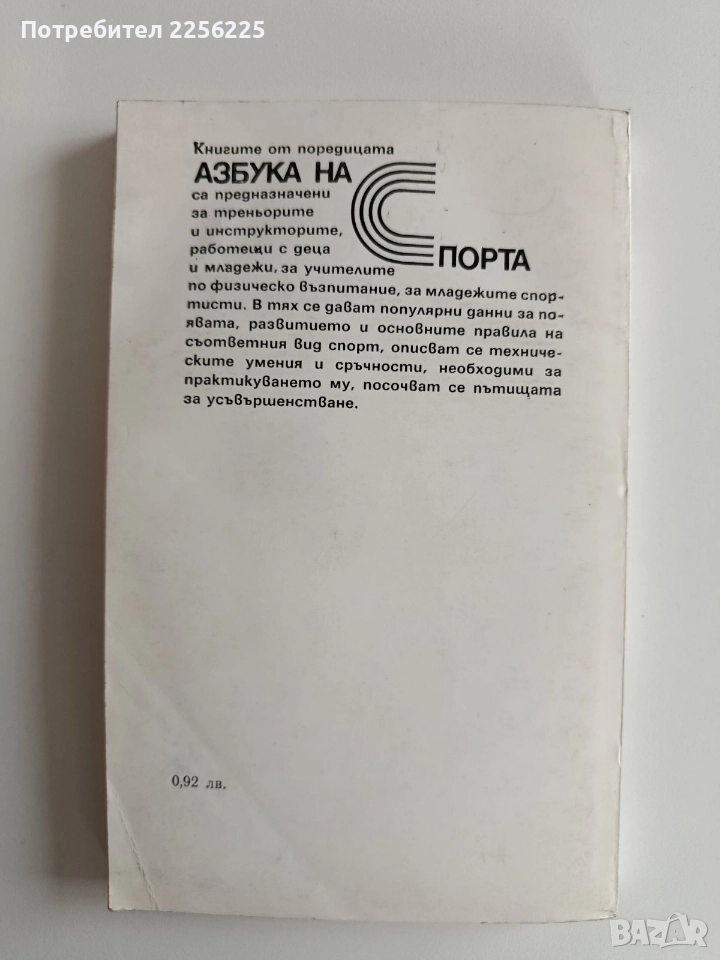 Потребител 2256225
Книгите от поредицата
АЗБУКА НА
СПОРТА
са предназначени
за треньорите
и инструкторите,
работещи с деца
и младежи, за учителите
по физическо възпитание, за младежите спор-
тисти. В тях се дават популярни данни за по-
явата, развитието и основните правила на
съответния вид спорт, описват се техниче-
ските умения и сръчности, необходими за
практикуването му, посочват се пътищата
за усъвършенстване.
0,92 лв.
BAZAR